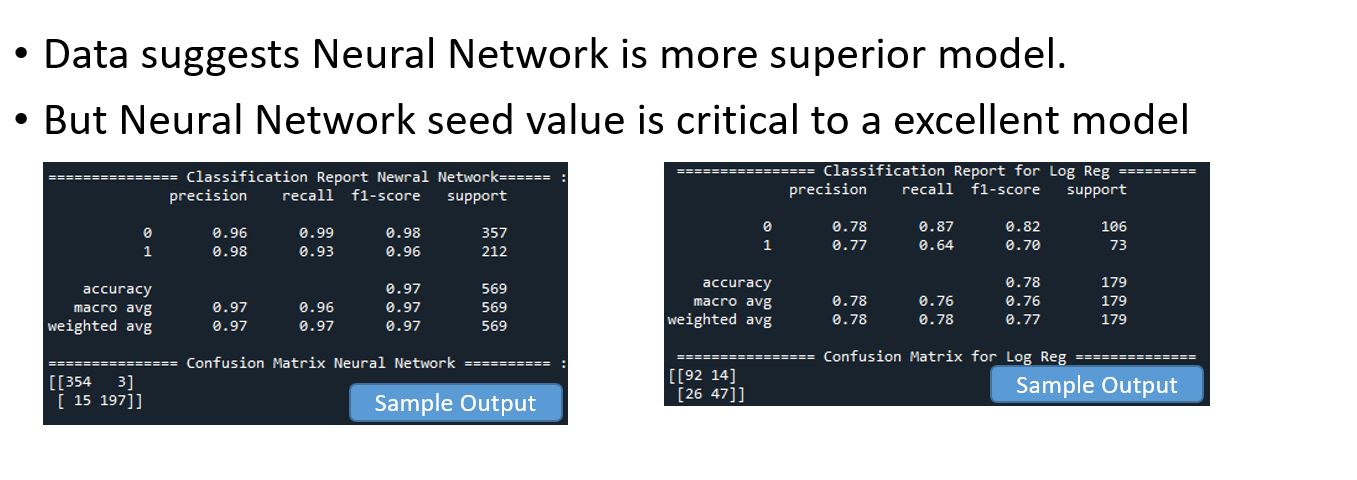 • Data suggests Neural Network is more superior model.
• But Neural Network seed value is critical to a excellent model
=============== Classification Report Newral Network====== :
precision recall f1-score support
0 0.96 0.99 0.98 357
1 0.98 0.93 0.96 212
accuracy 0.97 569
macro avg 0.97 0.96 0.97 569
weighted avg 0.97 0.97 0.97 569
=============== Confusion Matrix Neural Network ========== :
[[354 3]
[ 15 197]]
Sample Output
================ Classification Report for Log Reg =========
precision recall f1-score support
0 0.78 0.87 0.82 106
1 0.77 0.64 0.70 73
accuracy 0.78 179
macro avg 0.78 0.76 0.76 179
weighted avg 0.78 0.78 0.77 179
================ Confusion Matrix for Log Reg ==============
[[92 14]
[26 47]]
Sample Output